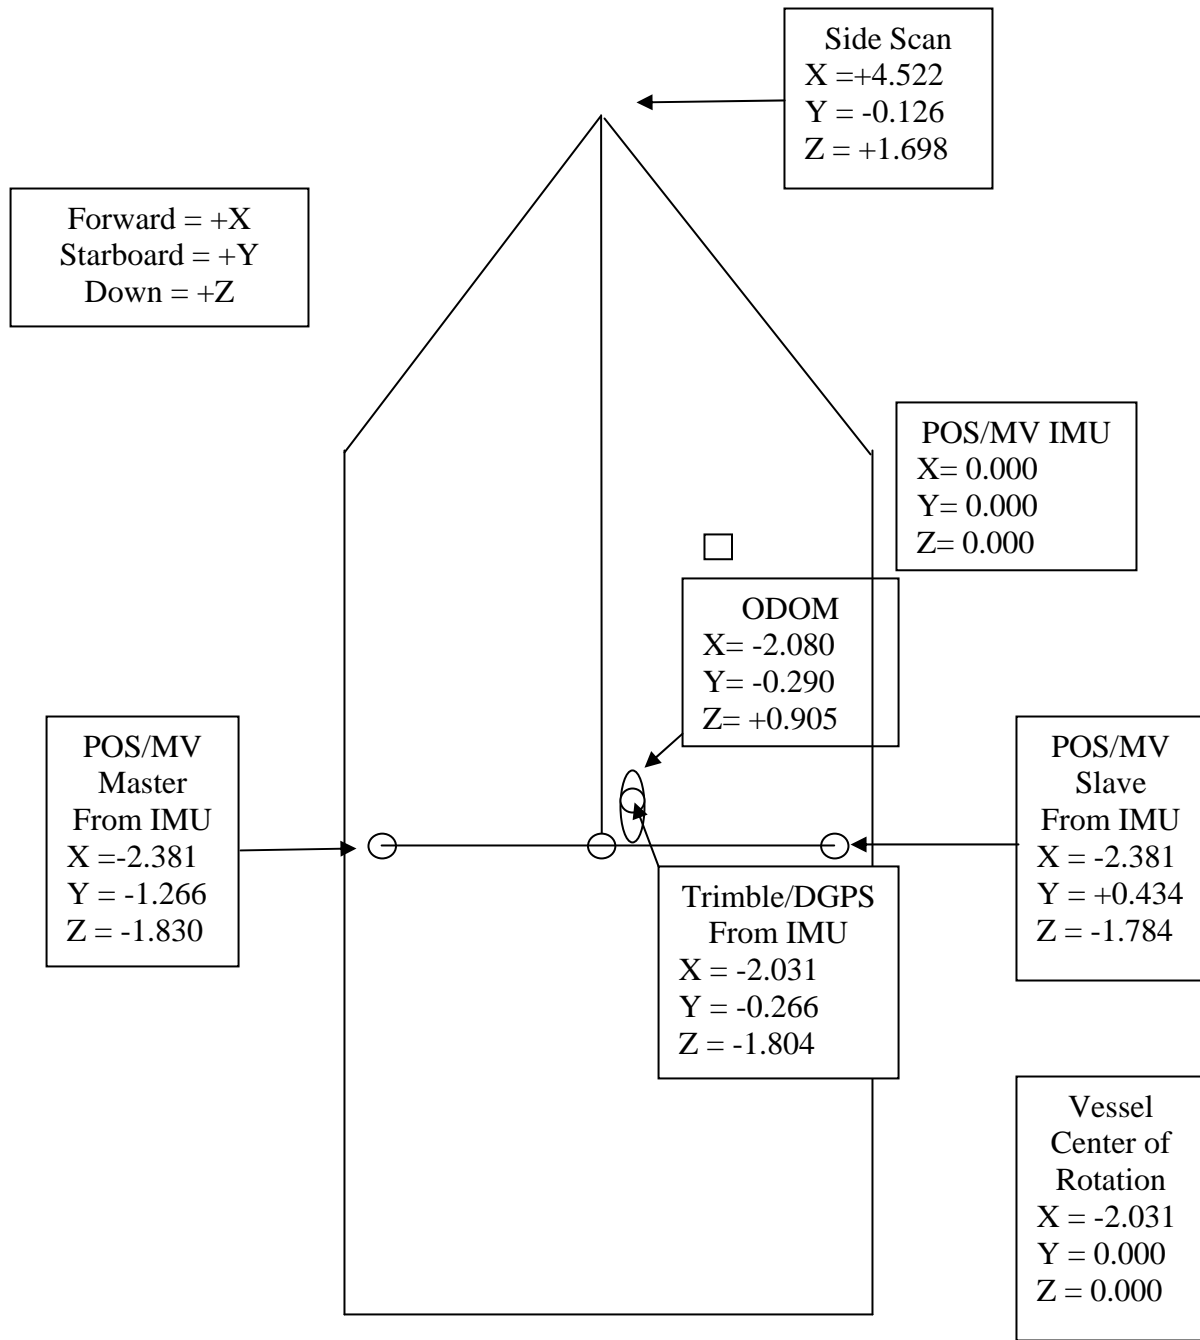 Side Scan
X =+4.522
Y = -0.126
Z = +1.698
Forward = +X
Starboard = +Y
Down = +Z
POS/MV IMU
X= 0.000
Y= 0.000
Z= 0.000
ODOM
X= -2.080
Y= -0.290
Z= +0.905
POS/MV
Master
From IMU
X =-2.381
Y = -1.266
Z = -1.830
POS/MV
Slave
From IMU
X = -2.381
Y = +0.434
Z = -1.784
Trimble/DGPS
From IMU
X = -2.031
Y = -0.266
Z = -1.804
Vessel
Center of
Rotation
X = -2.031
Y = 0.000
Z = 0.000